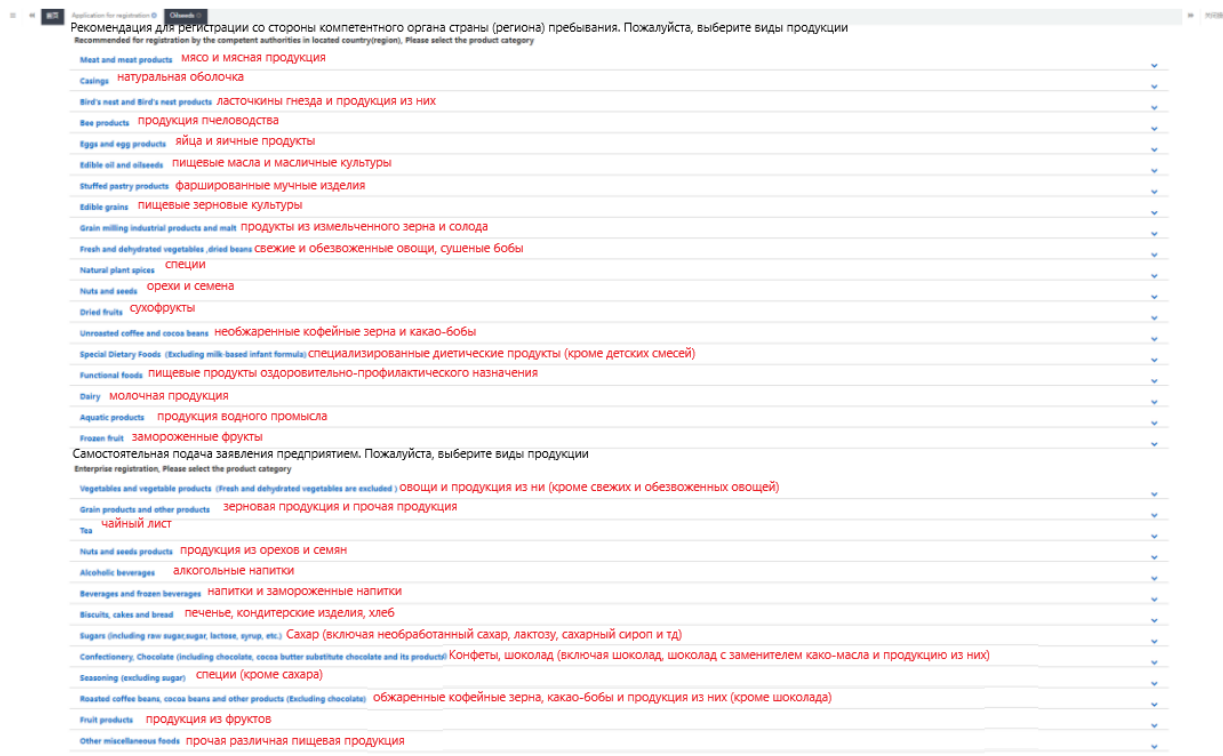 首页 Application for registration Oilseeds
Рекомендация для регистрации со стороны компетентного органа страны (региона) пребывания. Пожалуйста, выберите виды продукции
Recommended for registration by the competent authorities in located country(region), Please select the product category
Meat and meat products мясо и мясная продукция
Casings натуральная оболочка
Bird's nest and Bird's nest products ласточкины гнезда и продукция из них
Bee products продукция пчеловодства
Eggs and egg products яйца и яичные продукты
Edible oil and oilseeds пищевые масла и масличные культуры
Stuffed pastry products фаршированные мучные изделия
Edible grains пищевые зерновые культуры
Grain milling industrial products and malt продукты из измельченного зерна и солода
Fresh and dehydrated vegetables ,dried beans свежие и обезвоженные овощи, сушеные бобы
Natural plant spices специи
Nuts and seeds орехи и семена
Dried fruits сухофрукты
Unroasted coffee and cocoa beans необжаренные кофейные зерна и какао-бобы
Special Dietary Foods (Excluding milk-based infant formula) специализированные диетические продукты (кроме детских смесей)
Functional foods пищевые продукты оздоровительно-профилактического назначения
Dairy молочная продукция
Aquatic products продукция водного промысла
Frozen fruit замороженные фрукты
Самостоятельная подача заявления предприятием. Пожалуйста, выберите виды продукции
Enterprise registration, Please select the product category
Vegetables and vegetable products (Fresh and dehydrated vegetables are excluded ) овощи и продукция из ни (кроме свежих и обезвоженных овощей)
Grain products and other products зерновая продукция и прочая продукция
Tea чайный лист
Nuts and seeds products продукция из орехов и семян
Alcoholic beverages алкогольные напитки
Beverages and frozen beverages напитки и замороженные напитки
Biscuits, cakes and bread печенье, кондитерские изделия, хлеб
Sugars (including raw sugar,sugar, lactose, syrup, etc.) Сахар (включая необработанный сахар, лактозу, сахарный сироп и тд)
Confectionery, Chocolate (including chocolate, cocoa butter substitute chocolate and its products) Конфеты, шоколад (включая шоколад, шоколад с заменителем како-масла и продукцию из них)
Seasoning (excluding sugar) специи (кроме сахара)
Roasted coffee beans, cocoa beans and other products (Excluding chocolate) обжаренные кофейные зерна, какао-бобы и продукция из них (кроме шоколада)
Fruit products продукция из фруктов
Other miscellaneous foods прочая различная пищевая продукция